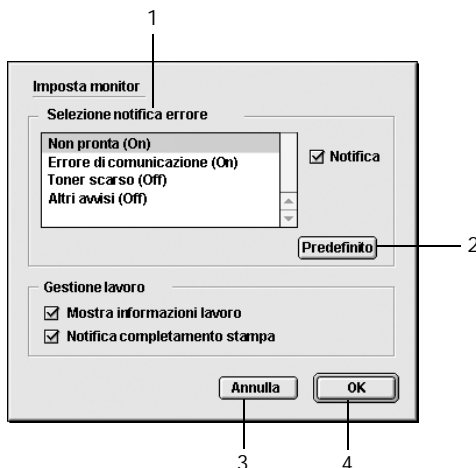 1
Imposta monitor
Selezione notifica errore
Non pronta (On)
Errore di comunicazione (On)
Toner scarso (Off)
Altri avvisi (Off)
Notifica
Predefinito
2
Gestione lavoro
Mostra informazioni lavoro
Notifica completamento stampa
Annulla
OK
3
4